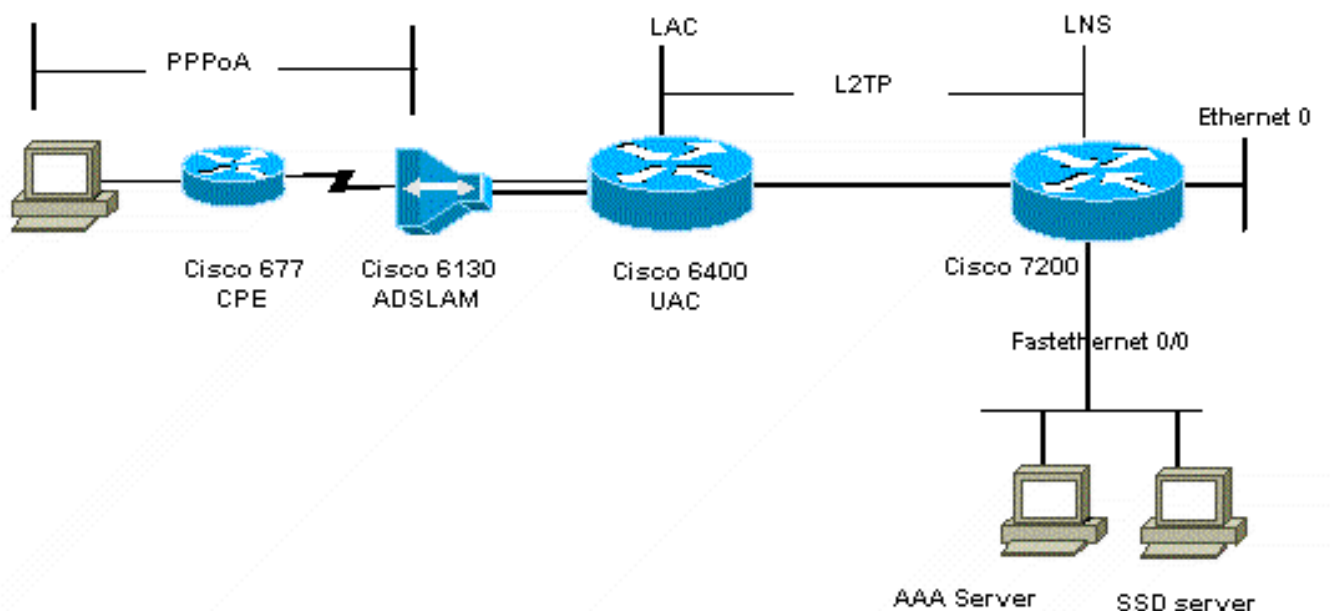 LAC
LNS
PPPoA
L2TP
Ethernet 0
Cisco 677
CPE
Cisco 6130
ADSLAM
Cisco 6400
UAC
Cisco 7200
Fastethernet 0/0
AAA Server
SSD server